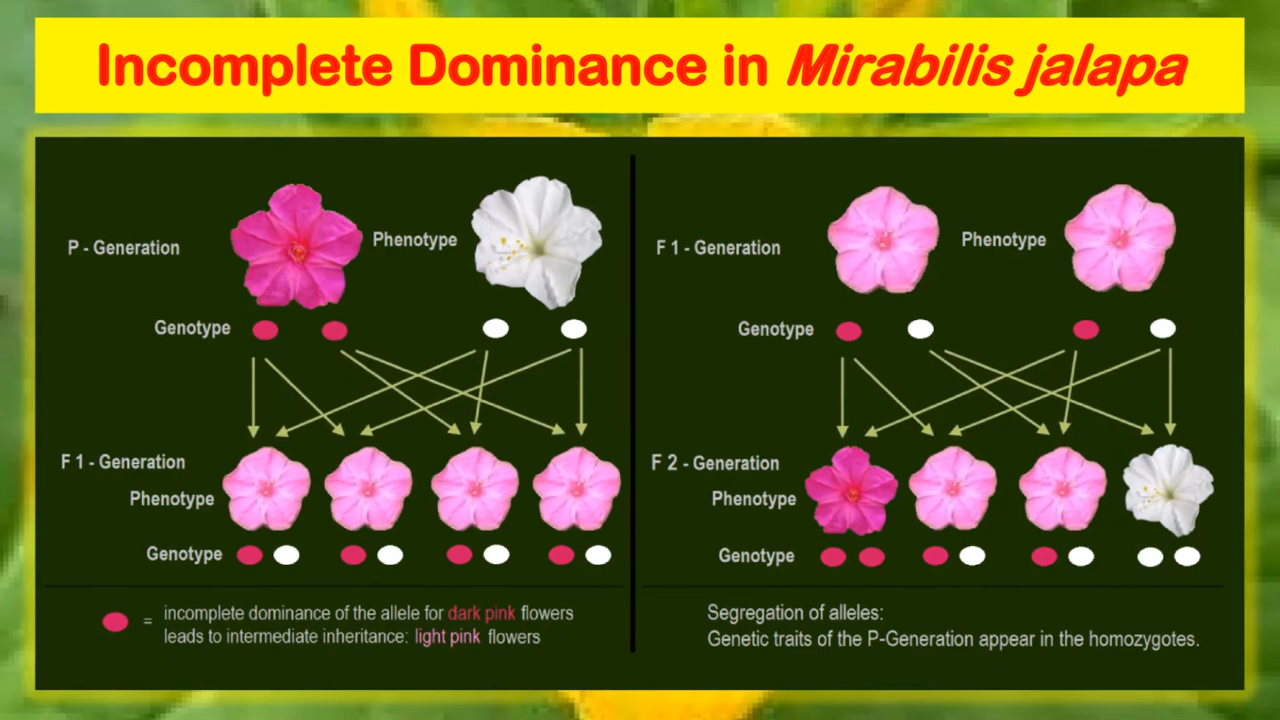 Incomplete Dominance in Mirabilis jalapa
P - Generation
Phenotype
Genotype
F 1 - Generation
Phenotype
Genotype
= incomplete dominance of the allele for dark pink flowers
leads to intermediate inheritance: light pink flowers
F 1 - Generation
Phenotype
Genotype
F 2 - Generation
Phenotype
Genotype
Segregation of alleles:
Genetic traits of the P-Generation appear in the homozygotes.